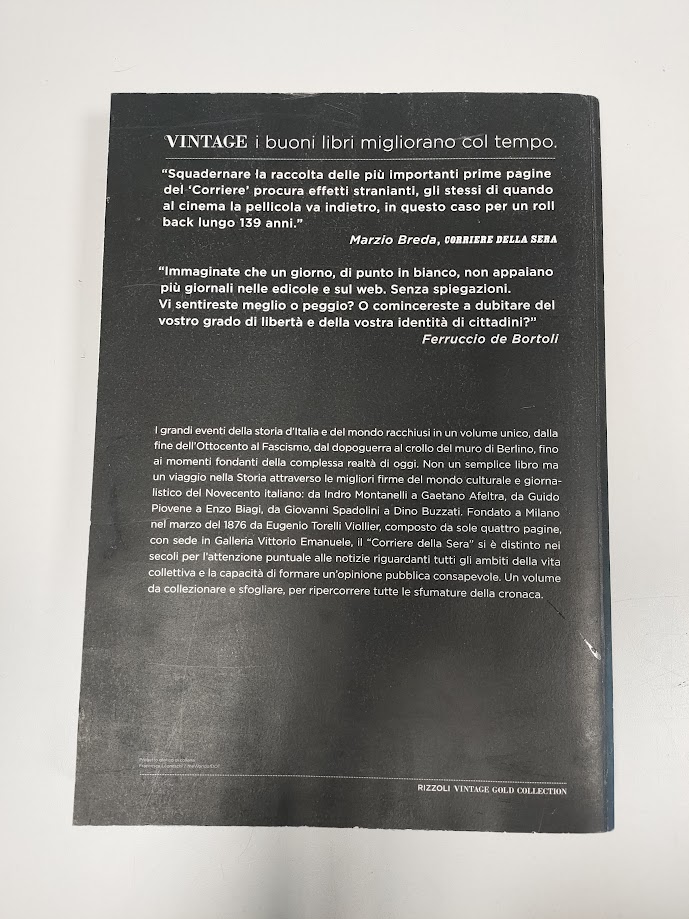 VINTAGE i buoni libri migliorano col tempo.
“Squadernare la raccolta delle più importanti prime pagine
del ‘Corriere’ procura effetti stranianti, gli stessi di quando
al cinema la pellicola va indietro, in questo caso per un roll
back lungo 139 anni.”
Marzio Breda, CORRIERE DELLA SERA
“Immaginate che un giorno, di punto in bianco, non appaiano
più giornali nelle edicole e sul web. Senza spiegazioni.
Vi sentireste meglio o peggio? O comincereste a dubitare del
vostro grado di libertà e della vostra identità di cittadini?”
Ferruccio de Bortoli
I grandi eventi della storia d’Italia e del mondo racchiusi in un volume unico, dalla
fine dell’Ottocento al Fascismo, dal dopoguerra al crollo del muro di Berlino, fino
ai momenti fondanti della complessa realtà di oggi. Non un semplice libro ma
un viaggio nella Storia attraverso le migliori firme del mondo culturale e giorna-
listico del Novecento italiano: da Indro Montanelli a Gaetano Afeltra, da Guido
Piovene a Enzo Biagi, da Giovanni Spadolini a Dino Buzzati. Fondato a Milano
nel marzo del 1876 da Eugenio Torelli Viollier, composto da sole quattro pagine,
con sede in Galleria Vittorio Emanuele, il “Corriere della Sera” si è distinto nei
secoli per l’attenzione puntuale alle notizie riguardanti tutti gli ambiti della vita
collettiva e la capacità di formare un’opinione pubblica consapevole. Un volume
da collezionare e sfogliare, per ripercorrere tutte le sfumature della cronaca.
RIZZOLI VINTAGE GOLD COLLECTION